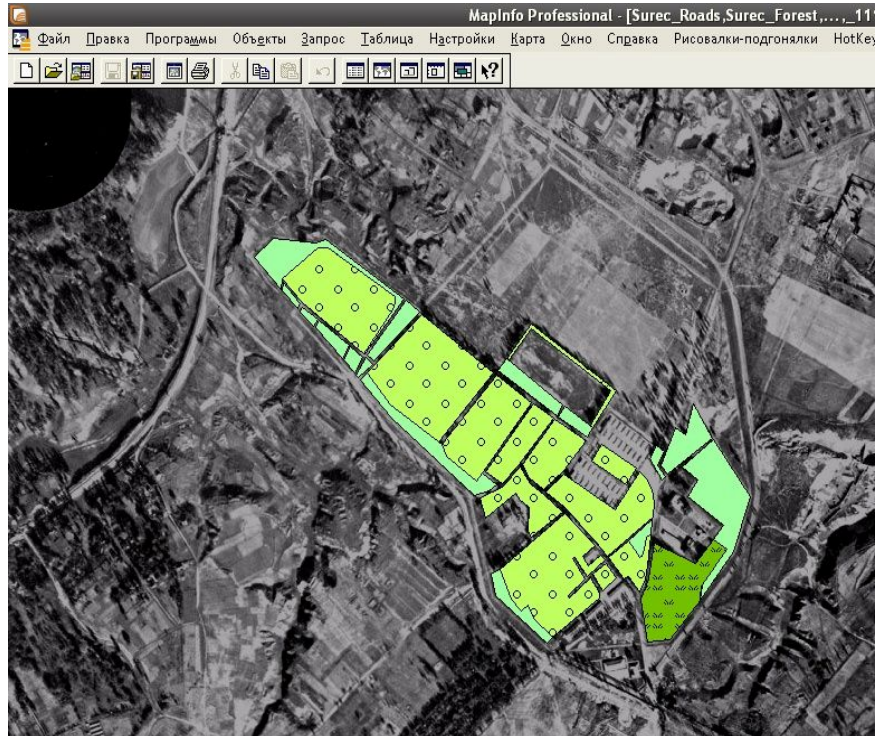 MapInfo Professional - [Surec_Roads,Surec_Forest,...,_11
Файл Правка Программы Объекты Запрос Таблица Настройки Карта Окно Справка Рисовалки-подгонялки HotKey